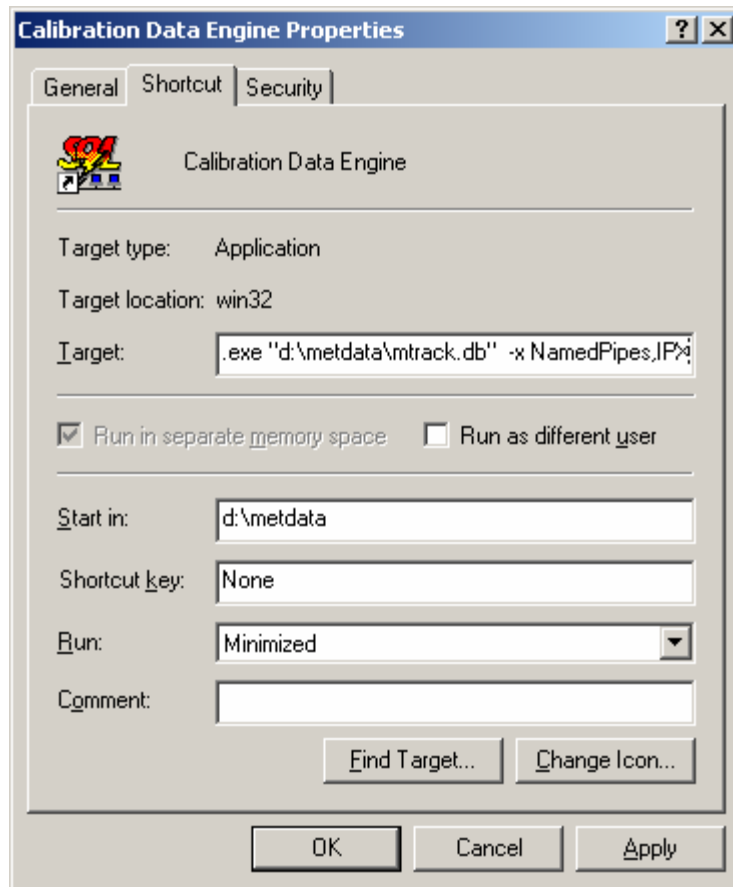 Calibration Data Engine Properties
General Shortcut Security
SQL
Calibration Data Engine
Target type: Application
Target location: win32
Target: .exe "d:\metdata\mtrack.db" -x NamedPipes,IPX
Run in separate memory space Run as different user
Start in: d:\metdata
Shortcut key: None
Run: Minimized
Comment:
Find Target... Change Icon...
OK Cancel Apply